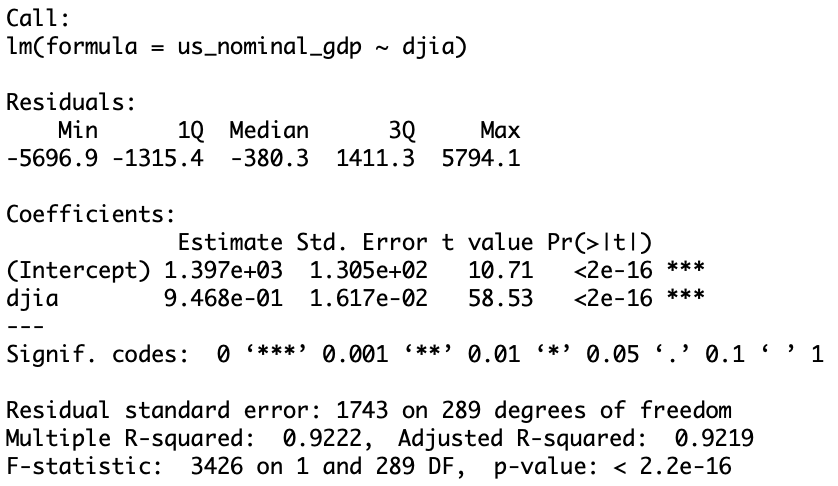 Call:
lm(formula = us_nominal_gdp ~ djia)
Residuals:
    Min      1Q  Median      3Q     Max
-5696.9 -1315.4  -380.3  1411.3  5794.1
Coefficients:
             Estimate Std. Error t value Pr(>|t|)
(Intercept) 1.397e+03  1.305e+02   10.71   <2e-16 ***
djia        9.468e-01  1.617e-02   58.53   <2e-16 ***
---
Signif. codes:  0 ‘***’ 0.001 ‘**’ 0.01 ‘*’ 0.05 ‘.’ 0.1 ‘ ’ 1
Residual standard error: 1743 on 289 degrees of freedom
Multiple R-squared:  0.9222,	Adjusted R-squared:  0.9219
F-statistic:  3426 on 1 and 289 DF,  p-value: < 2.2e-16